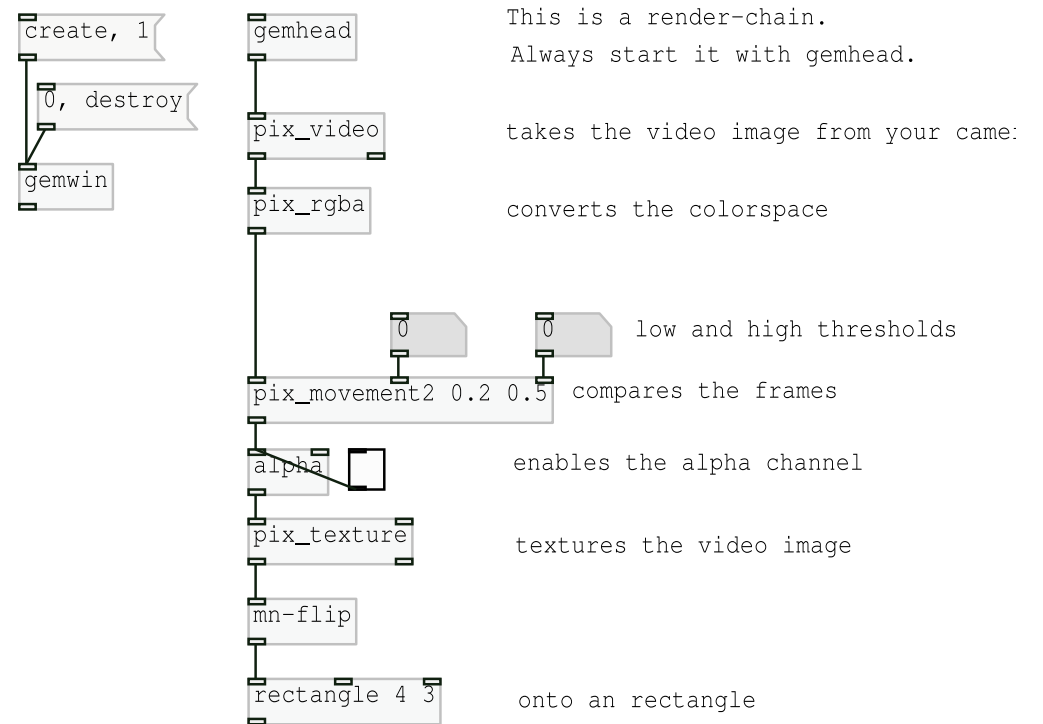 create, 1
gemhead
This is a render-chain.
Always start it with gemhead.
0, destroy
pix_video
takes the video image from your
gemwin
pix_rgba
converts the colorspace
0
0
low and high thresholds
pix_movement2 0.2 0.5
compares the frames
alpha
enables the alpha channel
pix_texture
textures the video image
mn-flip
rectangle 4 3
onto an rectangle